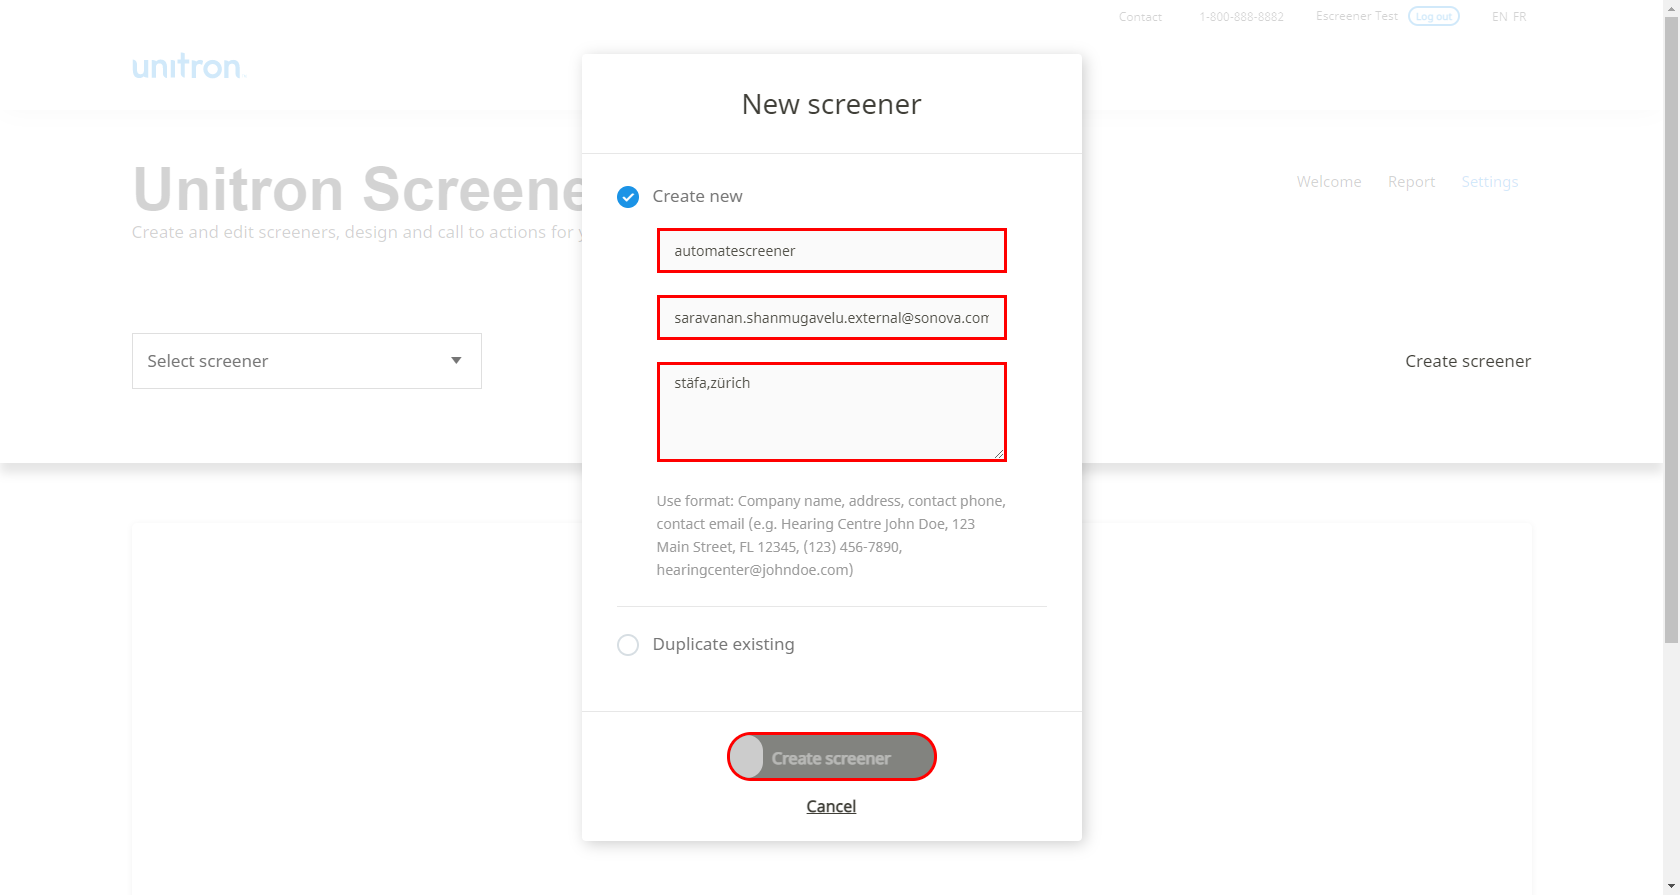 Contact 1-800-888-8882 Escreener Test Log out EN FR
unitron
New screener
Unitron Screene
Welcome Report Settings
Create and edit screeners, design and call to actions for y
Create new
automatescreener
saravanan.shanmugavelu.external@sonova.com
stäfa,zürich
Select screener
Create screener
Use format: Company name, address, contact phone,
contact email (e.g. Hearing Centre John Doe, 123
Main Street, FL 12345, (123) 456-7890,
hearingcenter@johndoe.com)
Duplicate existing
Create screener
Cancel